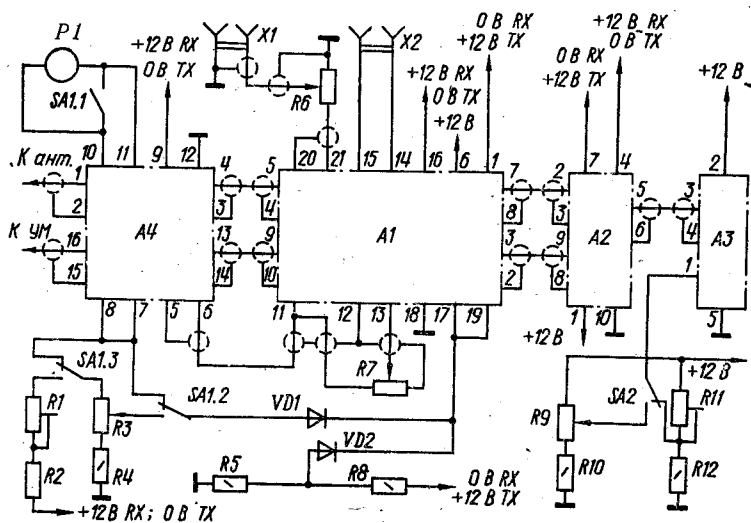 P1
SA1.1
+12 В RX
0 В TX
X1
R6
X2
0 В RX
+12 В TX
+12 В RX
0 В TX
+12 В
0 В RX
+12 В TX
+12 В RX
0 В TX
+12 В
10
11
9
12
20
21
15
14
16
6
1
7
4
2
К ант.
1
2
К УМ
16
15
A4
4
3
13
14
5
4
9
10
A1
7
8
3
2
2
3
9
8
A2
5
6
3
4
1
A3
8
7
5
6
11
12
13
18
17
19
1
10
5
+12 В
SA1.3
R1
R2
R3
R4
SA1.2
VD1
VD2
R7
R5
R8
0 В RX
+12 В TX
+12 В RX; 0 В TX
R9
R10
SA2
+12 В
R11
R12